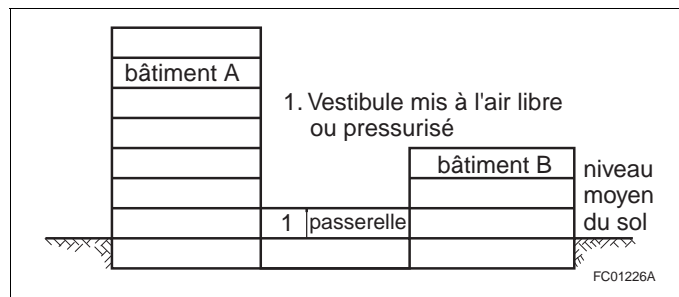 bâtiment A
1. Vestibule mis à l'air libre
ou pressurisé
bâtiment B
niveau
moyen
du sol
1 passerelle
FC01226A